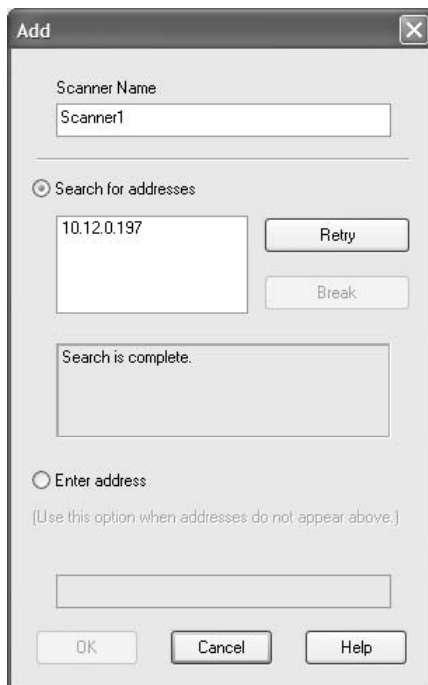 Add
Scanner Name
Scanner1
Search for addresses
10.12.0.197
Retry
Break
Search is complete.
Enter address
(Use this option when addresses do not appear above.)
OK
Cancel
Help